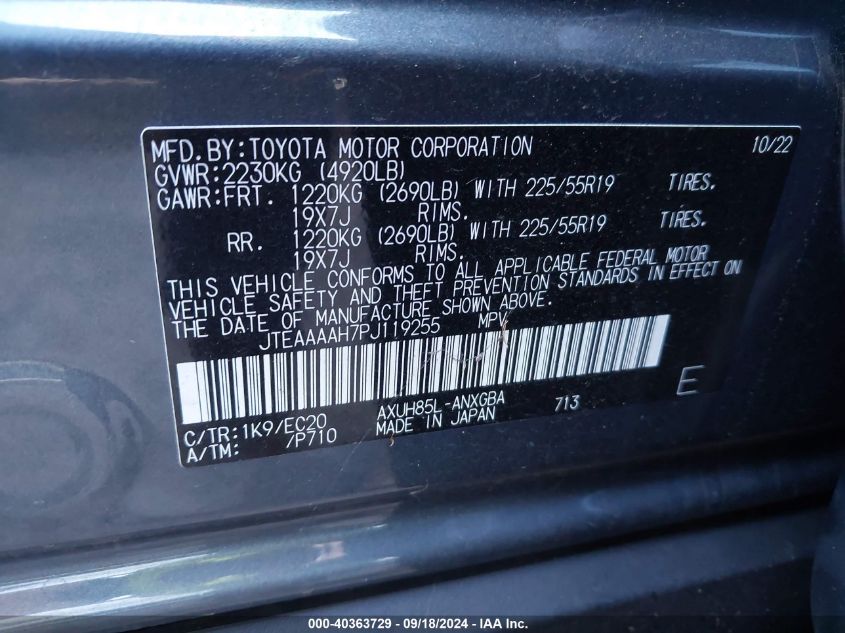 MFD.BY:TOYOTA MOTOR CORPORATION 10/22
GVWR:2230KG (4920LB)
GAWR:FRT. 1220KG (2690LB) WITH 225/55R19 TIRES.
19X7J RIMS.
RR. 1220KG (2690LB) WITH 225/55R19 TIRES.
19X7J RIMS.
THIS VEHICLE CONFORMS TO ALL APPLICABLE FEDERAL MOTOR
VEHICLE SAFETY AND THEFT PREVENTION STANDARDS IN EFFECT ON
THE DATE OF MANUFACTURE SHOWN ABOVE.
JTEAAAAH7PJ119255 MPV
E
C/TR:1K9/EC20 AXUH85L-ANXGBA 713
A/TM: /P710 MADE IN JAPAN
000-40363729 - 09/18/2024 - IAA Inc.